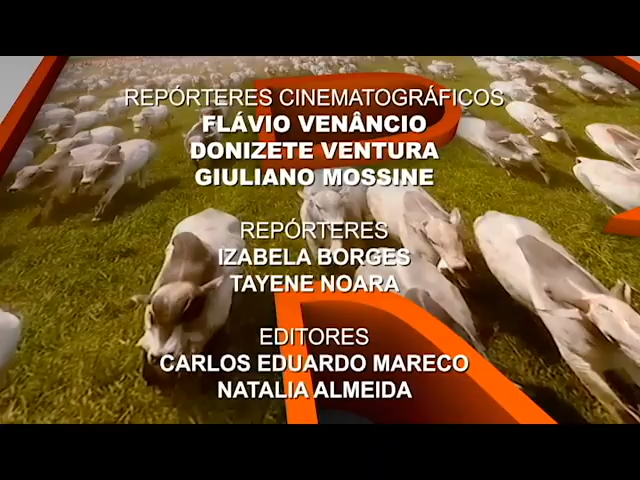 REPÓRTERES CINEMATOGRÁFICOS
FLÁVIO VENÂNCIO
DONIZETE VENTURA
GIULIANO MOSSINE
REPÓRTERES
IZABELA BORGES
TAYENE NOARA
EDITORES
CARLOS EDUARDO MARECO
NATALIA ALMEIDA